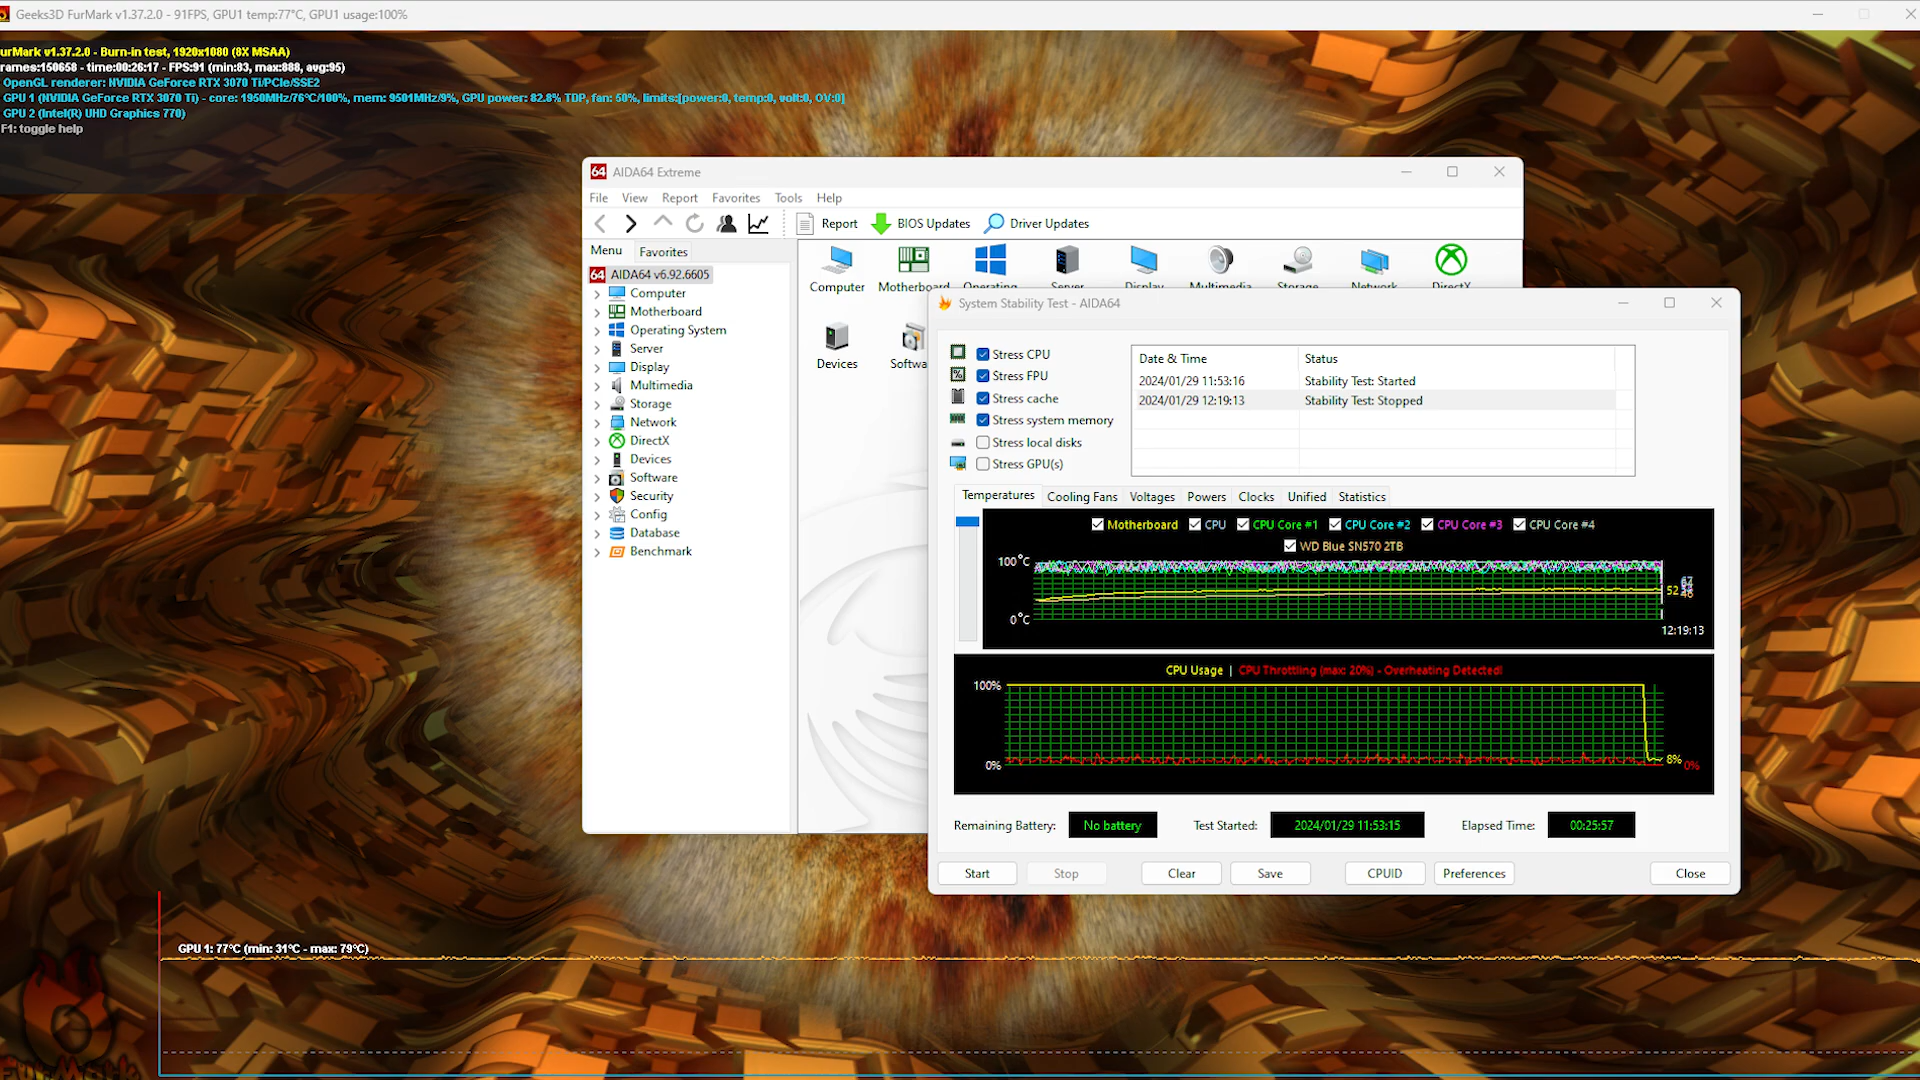 Geeks3D FurMark v1.37.2.0 - 91FPS, GPU1 temp:77°C, GPU1 usage:100%
urMark v1.37.2.0 - Burn-in test, 1920x1080 (8X MSAA)
rames:150658 - time:00:26:17 - FPS:91 (min:83, max:888, avg:95)
OpenGL renderer: NVIDIA GeForce RTX 3070 Ti/PCIe/SSE2
GPU 1 (NVIDIA GeForce RTX 3070 Ti) - core: 1950MHz/76°C/100%, mem: 9501MHz/9%, GPU power: 82.8% TDP, fan: 50%, limits:[power:0, temp:0, volt:0, OV:0]
GPU 2 (Intel(R) UHD Graphics 770)
F1: toggle help
64 AIDA64 Extreme
File View Report Favorites Tools Help
Report BIOS Updates Driver Updates
Menu Favorites
64 AIDA64 v6.92.6605
Computer
Motherboard
Operating System
Server
Display
Multimedia
Storage
Network
DirectX
Devices
Software
Security
Config
Database
Benchmark
Computer Motherboard Operating Server Display Multimedia Storage Network DirectX
Devices Softwa
System Stability Test - AIDA64
Stress CPU
Stress FPU
Stress cache
Stress system memory
Stress local disks
Stress GPU(s)
Date & Time Status
2024/01/29 11:53:16 Stability Test: Started
2024/01/29 12:19:13 Stability Test: Stopped
Temperatures Cooling Fans Voltages Powers Clocks Unified Statistics
Motherboard CPU CPU Core #1 CPU Core #2 CPU Core #3 CPU Core #4
WD Blue SN570 2TB
100°C
52
0°C
12:19:13
CPU Usage | CPU Throttling (max: 20%) - Overheating Detected!
100%
0% 8% 0%
Remaining Battery: No battery Test Started: 2024/01/29 11:53:15 Elapsed Time: 00:25:57
Start Stop Clear Save CPUID Preferences Close
GPU 1: 77°C (min: 31°C - max: 79°C)
FurMark